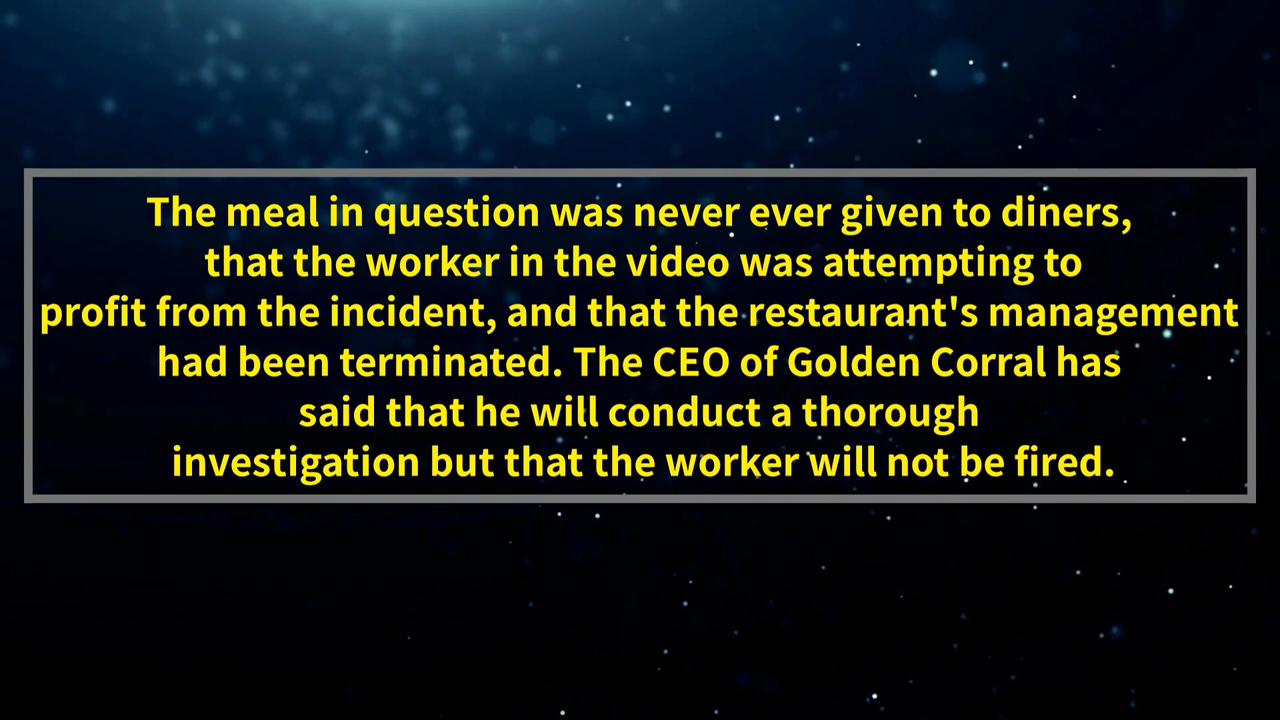 The meal in question was never ever given to diners,
that the worker in the video was attempting to
profit from the incident, and that the restaurant's management
had been terminated. The CEO of Golden Corral has
said that he will conduct a thorough
investigation but that the worker will not be fired.